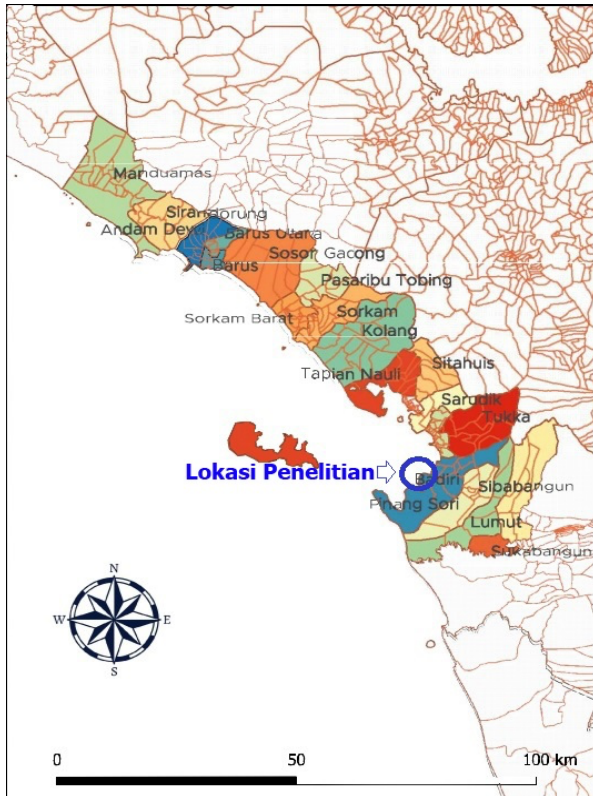 Manduamas
Sirandorung
Andam Dewi
Barus Utara
Sosor Gadong
Barus
Pasaribu Tobing
Sorkam Barat
Sorkam
Kolang
Tapian Nauli
Sitahuis
Sarudik
Tukka
Lokasi Penelitian
Badiri
Sibabangun
Pinang Sori
Lumut
Sukabangun
N
W
E
S
0
50
100 km